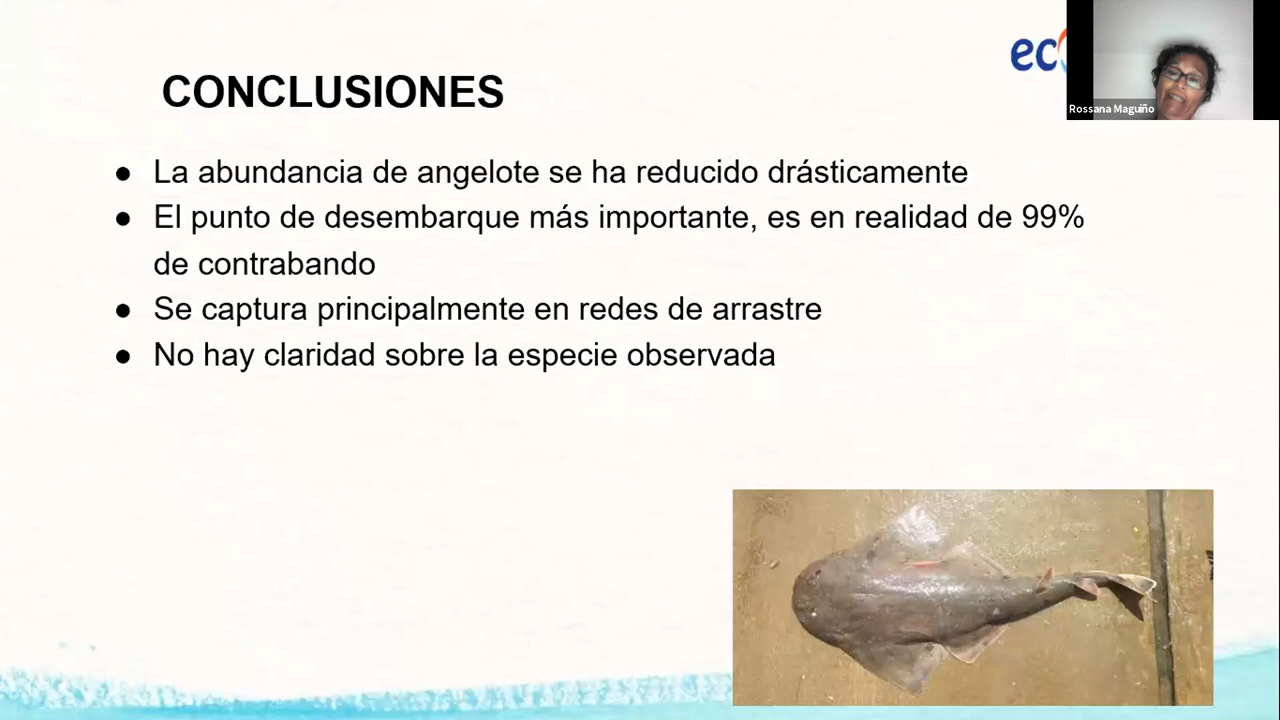 CONCLUSIONES
● La abundancia de angelote se ha reducido drásticamente
● El punto de desembarque más importante, es en realidad de 99%
de contrabando
● Se captura principalmente en redes de arrastre
● No hay claridad sobre la especie observada
Rossana Maguiño